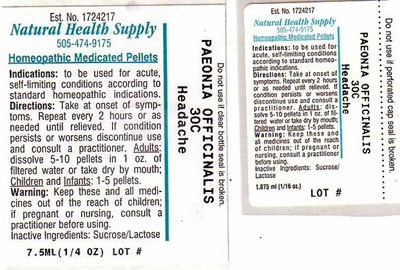 Est. No. 1724217
Natural Health Supply
505-474-9175
Homeopathic Medicated Pellets
Indications: to be used for acute,
self-limiting conditions according
to standard homeopathic indications.
Directions: Take at onset of symp-
toms. Repeat every 2 hours or as
needed until relieved. If condition
persists or worsens discontinue use
and consult a practitioner. Adults:
dissolve 5-10 pellets in 1 oz. of
filtered water or take dry by mouth;
Children and Infants: 1-5 pellets.
Warning: Keep these and all medi-
cines out of the reach of children;
if pregnant or nursing, consult a
practitioner before using.
Inactive Ingredients: Sucrose/Lactose
7.5ML(1/4 OZ) LOT #
Do not use if clear bottle seal is broken.
PAEONIA OFFICINALIS
30C
Headache
Est. No. 1724217
Natural Health Supply
505-474-9175
Homeopathic Medicated Pellets
Indications: to be used for acute,
self-limiting conditions
according to standard homeo-
pathic indications.
Directions: Take at onset of
symptoms. Repeat every 2 hours
or as needed until relieved. If
condition persists or worsens
discontinue use and consult a
practitioner. Adults: dissolve
5-10 pellets in 1 oz. of filtered
water or take dry by mouth;
Children and Infants: 1-5 pellets.
Warning: Keep these and all
medicines out of the reach of
children; if pregnant or nursing,
consult a practitioner before using.
Inactive Ingredients: Sucrose/Lactose
1.875 ml (1/16 oz.) LOT #
PAEONIA OFFICINALIS
30C
Headache
Do not use if perforated cap seal is broken.